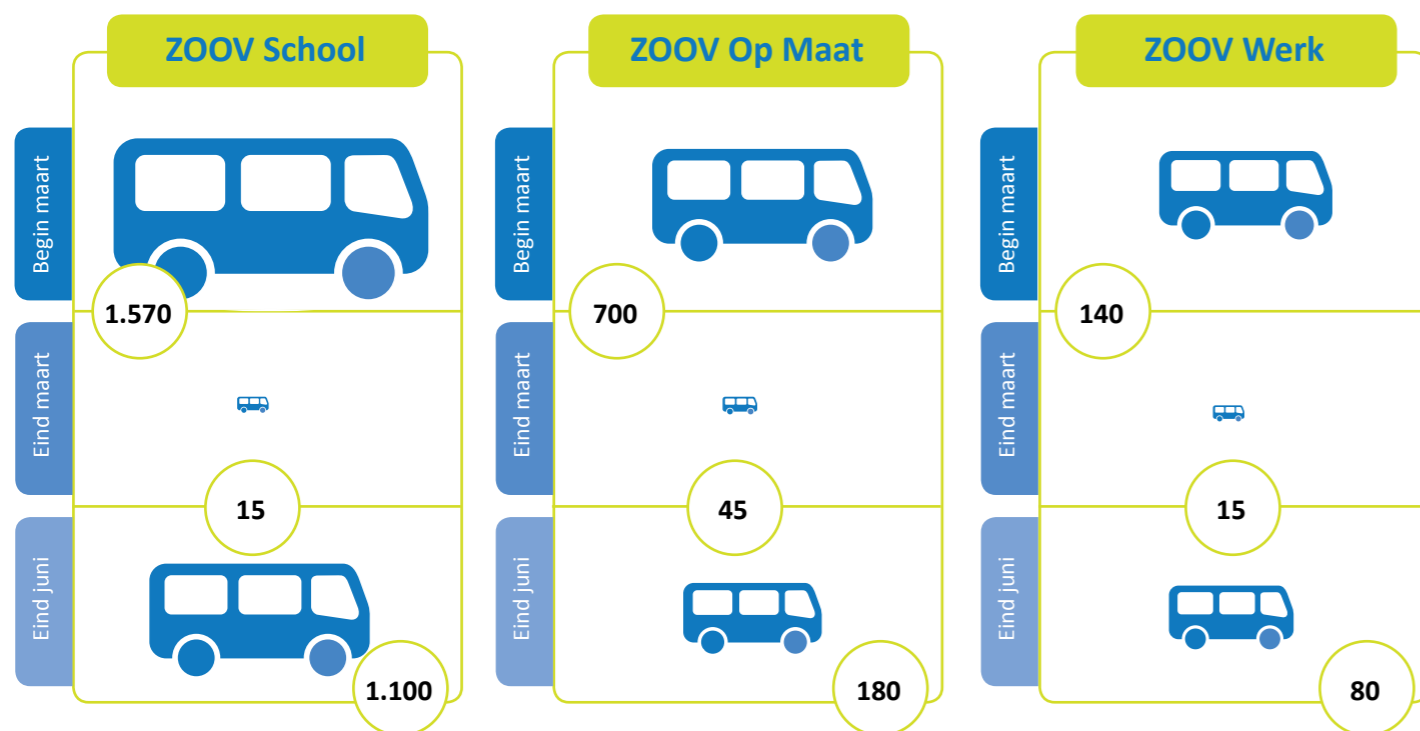 ZOOV School
Begin maart
1.570
Eind maart
15
Eind juni
1.100
ZOOV Op Maat
Begin maart
700
Eind maart
45
Eind juni
180
ZOOV Werk
Begin maart
140
Eind maart
15
Eind juni
80